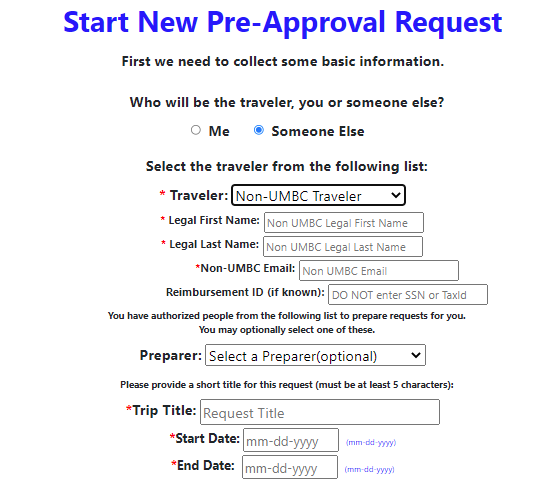 Start New Pre-Approval Request
First we need to collect some basic information.
Who will be the traveler, you or someone else?
Me Someone Else
Select the traveler from the following list:
* Traveler: Non-UMBC Traveler
* Legal First Name: Non UMBC Legal First Name
* Legal Last Name: Non UMBC Legal Last Name
*Non-UMBC Email: Non UMBC Email
Reimbursement ID (if known): DO NOT enter SSN or TaxId
You have authorized people from the following list to prepare requests for you.
You may optionally select one of these.
Preparer: Select a Preparer(optional)
Please provide a short title for this request (must be at least 5 characters):
*Trip Title: Request Title
*Start Date: mm-dd-yyyy (mm-dd-yyyy)
*End Date: mm-dd-yyyy (mm-dd-yyyy)